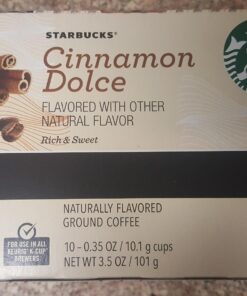 STARBUCKS®
Cinnamon
Dolce
FLAVORED WITH OTHER
NATURAL FLAVOR
Rich & Sweet
NATURALLY FLAVORED
GROUND COFFEE
FOR USE IN ALL
KEURIG® K-CUP®
BREWERS
10 - 0.35 OZ / 10.1 g cups
NET WT 3.5 OZ / 101 g